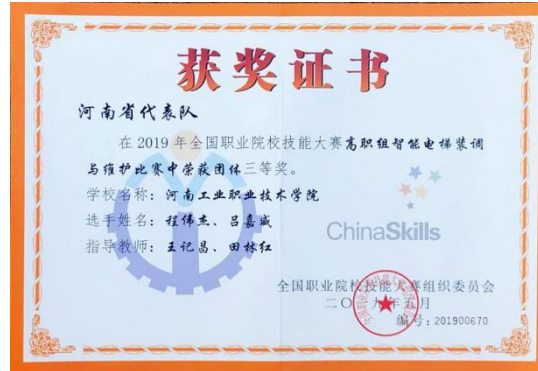 获奖证书
河南省代表队
在2019年全国职业院校技能大赛高职组智能电梯装调
与维护比赛中荣获团体三等奖。
学校名称：河南工业职业技术学院
选手姓名：程伟杰、吕嘉威
指导教师：王记昌、田林红
ChinaSkills
全国职业院校技能大赛组织委员会
二〇一九年五月
编号：201900670